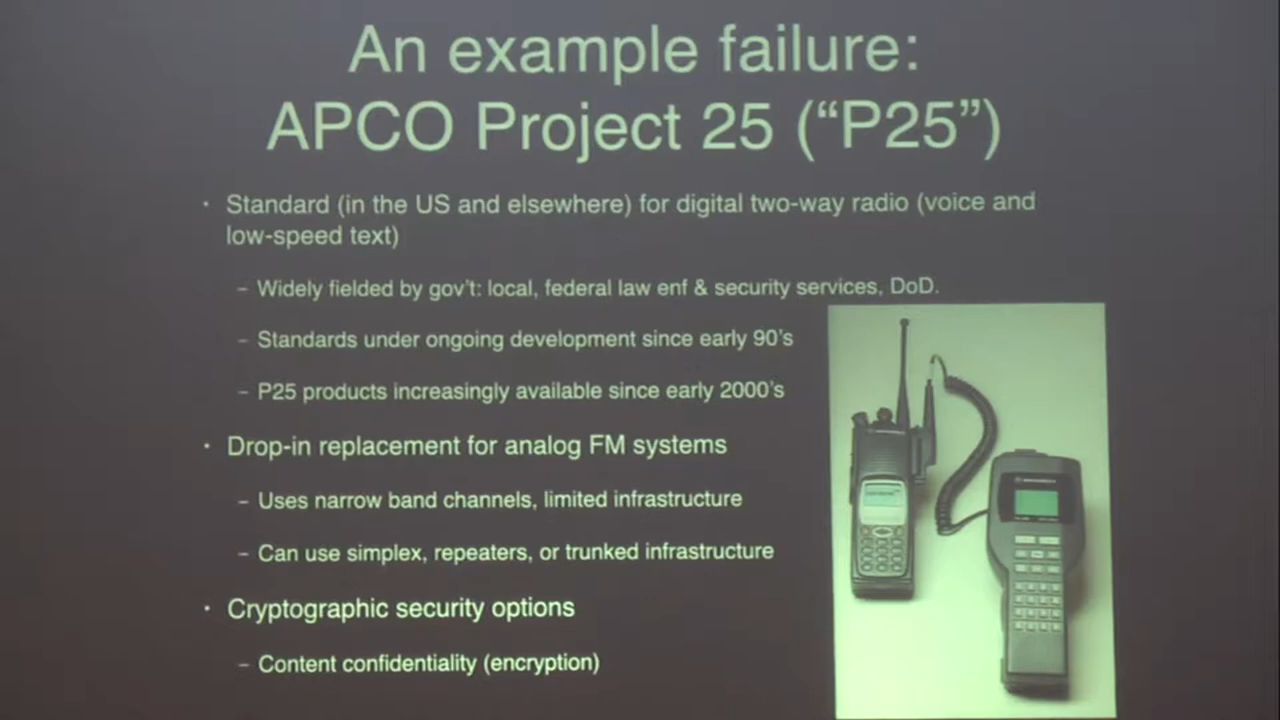 An example failure:
APCO Project 25 (“P25”)
• Standard (in the US and elsewhere) for digital two-way radio (voice and
low-speed text)
– Widely fielded by gov't: local, federal law enf & security services, DoD.
– Standards under ongoing development since early 90's
– P25 products increasingly available since early 2000's
• Drop-in replacement for analog FM systems
– Uses narrow band channels, limited infrastructure
– Can use simplex, repeaters, or trunked infrastructure
• Cryptographic security options
– Content confidentiality (encryption)